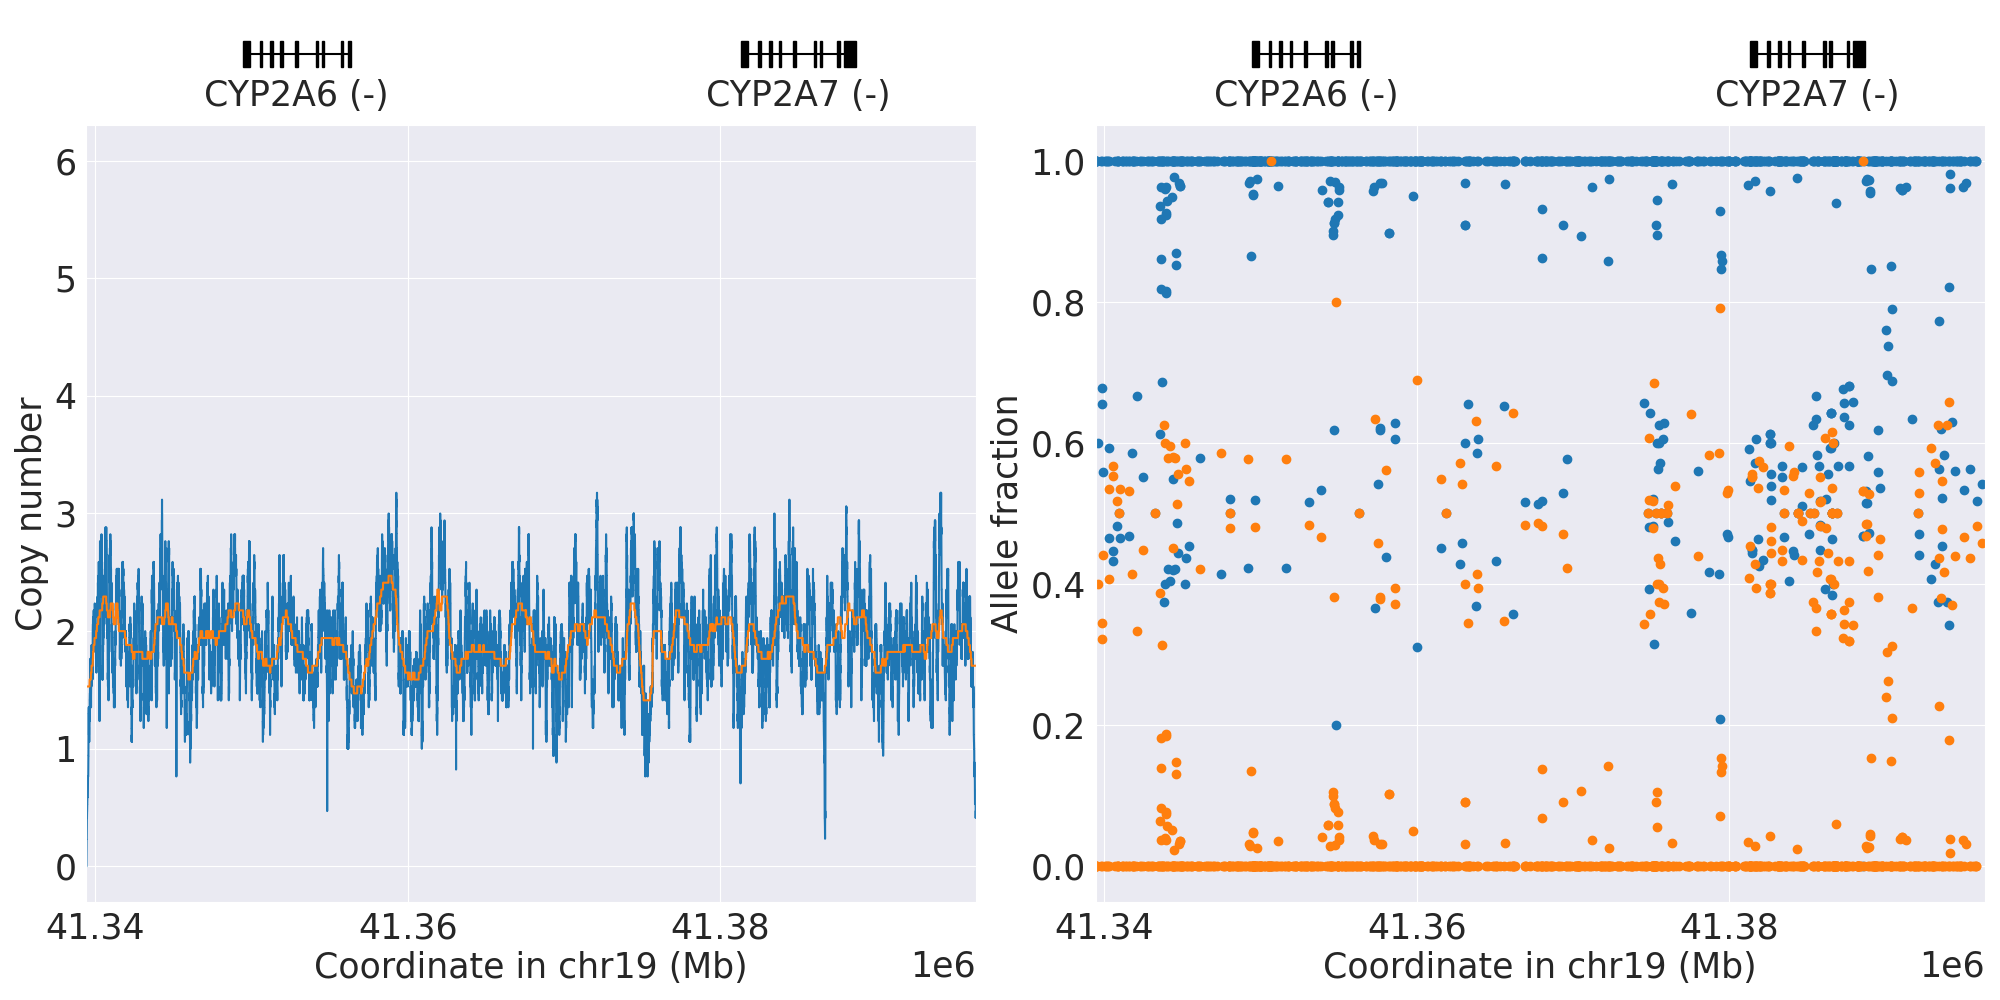 CYP2A6 (-)
CYP2A7 (-)
Copy number
6
5
4
3
2
1
0
41.34
41.36
41.38
Coordinate in chr19 (Mb)
1e6
CYP2A6 (-)
CYP2A7 (-)
Allele fraction
1.0
0.8
0.6
0.4
0.2
0.0
41.34
41.36
41.38
Coordinate in chr19 (Mb)
1e6